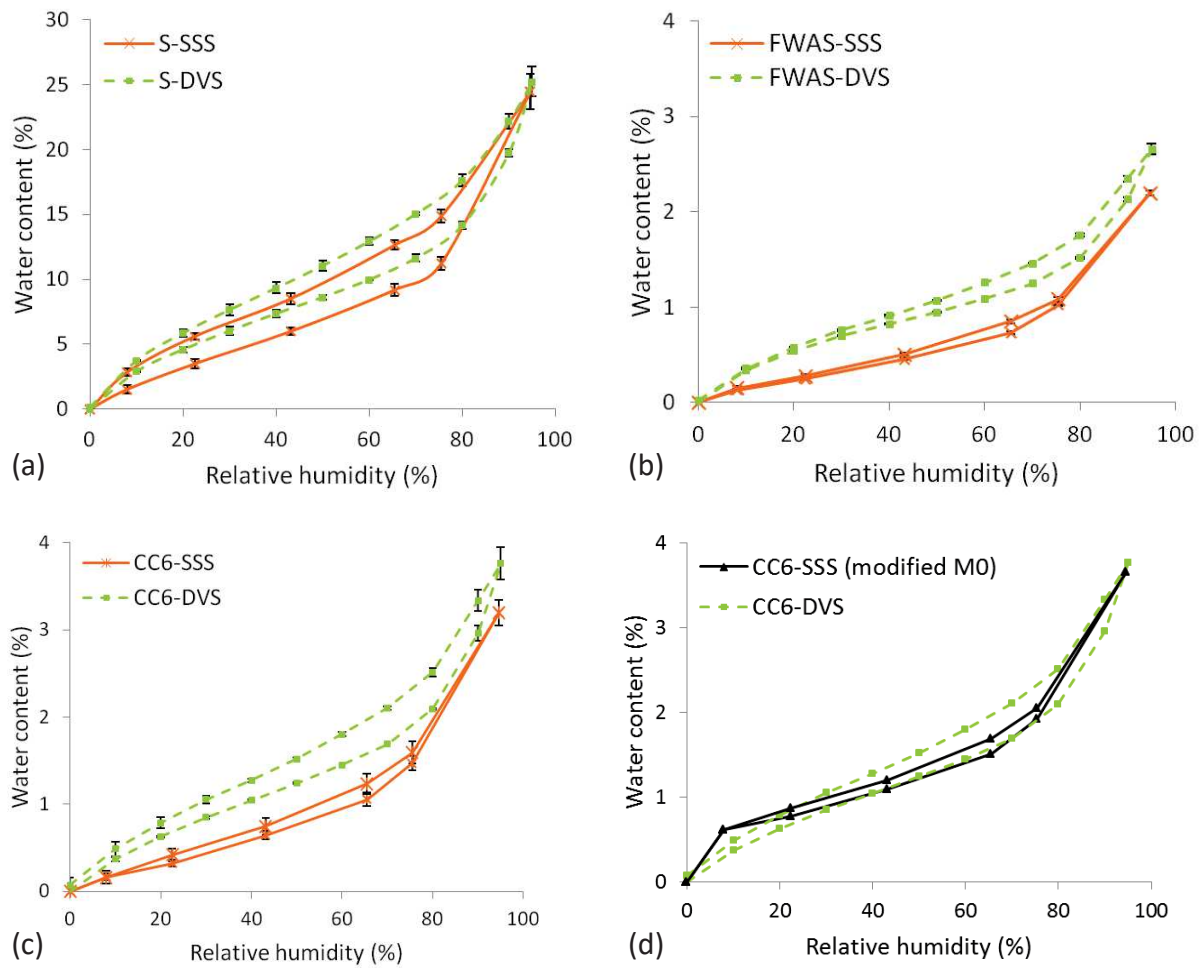 30
25
20
15
10
5
0
Water content (%)
S-SSS
S-DVS
0 20 40 60 80 100
Relative humidity (%)
(a)
4
3
2
1
0
Water content (%)
FWAS-SSS
FWAS-DVS
0 20 40 60 80 100
Relative humidity (%)
(b)
4
3
2
1
0
Water content (%)
CC6-SSS
CC6-DVS
0 20 40 60 80 100
Relative humidity (%)
(c)
4
3
2
1
0
Water content (%)
CC6-SSS (modified M0)
CC6-DVS
0 20 40 60 80 100
Relative humidity (%)
(d)